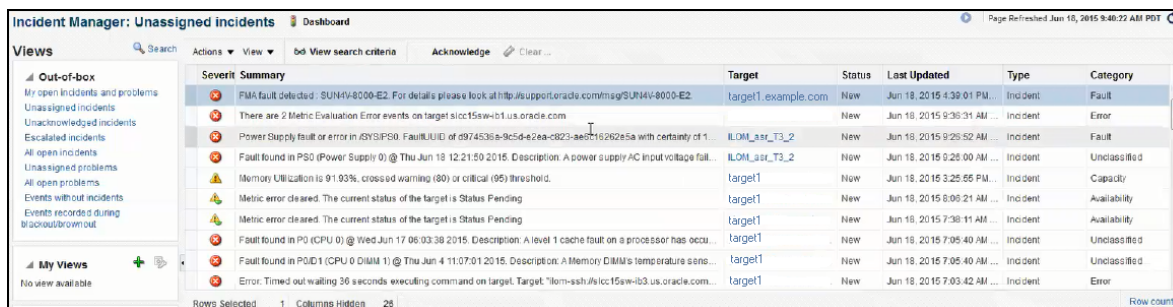 Incident Manager: Unassigned incidents Dashboard
Page Refreshed Jun 18, 2015 9:40:22 AM PDT
Views Search
Out-of-box
My open incidents and problems
Unassigned incidents
Unacknowledged incidents
Escalated incidents
All open incidents
Unassigned problems
All open problems
Events without incidents
Events recorded during
blackout/brownout
My Views
No view available
Actions View View search criteria Acknowledge Clear ...
Severit Summary Target Status Last Updated Type Category
FMA fault detected : SUN4V-8000-E2. For details please look at http://support.oracle.com/msg/SUN4V-8000-E2. target1.example.com New Jun 18, 2015 4:39:01 PM... Incident Fault
There are 2 Metric Evaluation Error events on target slcc15sw-ib1.us.oracle.com New Jun 18, 2015 9:36:31 AM ... Incident Error
Power Supply fault or error in /SYS/PS0. FaultUUID of d974536a-9c5d-e2ea-c823-ae6c16262e5a with certainty of 1... ILOM_asr_T3_2 New Jun 18, 2015 9:26:52 AM ... Incident Fault
Fault found in PS0 (Power Supply 0) @ Thu Jun 18 12:21:50 2015. Description: A power supply AC input voltage fail... ILOM_asr_T3_2 New Jun 18, 2015 9:26:00 AM ... Incident Unclassified
Memory Utilization is 91.93%, crossed warning (80) or critical (95) threshold. target1 New Jun 18, 2015 3:25:55 PM... Incident Capacity
Metric error cleared. The current status of the target is Status Pending target1 New Jun 18, 2015 8:06:21 AM ... Incident Availability
Metric error cleared. The current status of the target is Status Pending target1 New Jun 18, 2015 7:38:11 AM ... Incident Availability
Fault found in P0 (CPU 0) @ Wed Jun 17 06:03:38 2015. Description: A level 1 cache fault on a processor has occu... target1 New Jun 18, 2015 7:05:40 AM ... Incident Unclassified
Fault found in P0/D1 (CPU 0 DIMM 1) @ Thu Jun 4 11:07:01 2015. Description: A Memory DIMM's temperature sens... target1 New Jun 18, 2015 7:05:40 AM ... Incident Unclassified
Error: Timed out waiting 36 seconds executing command on target. Target: "ilom-ssh://slcc15sw-ib3.us.oracle.com... target1 New Jun 18, 2015 7:03:42 AM ... Incident Error
Rows Selected 1 Columns Hidden 26 Row count